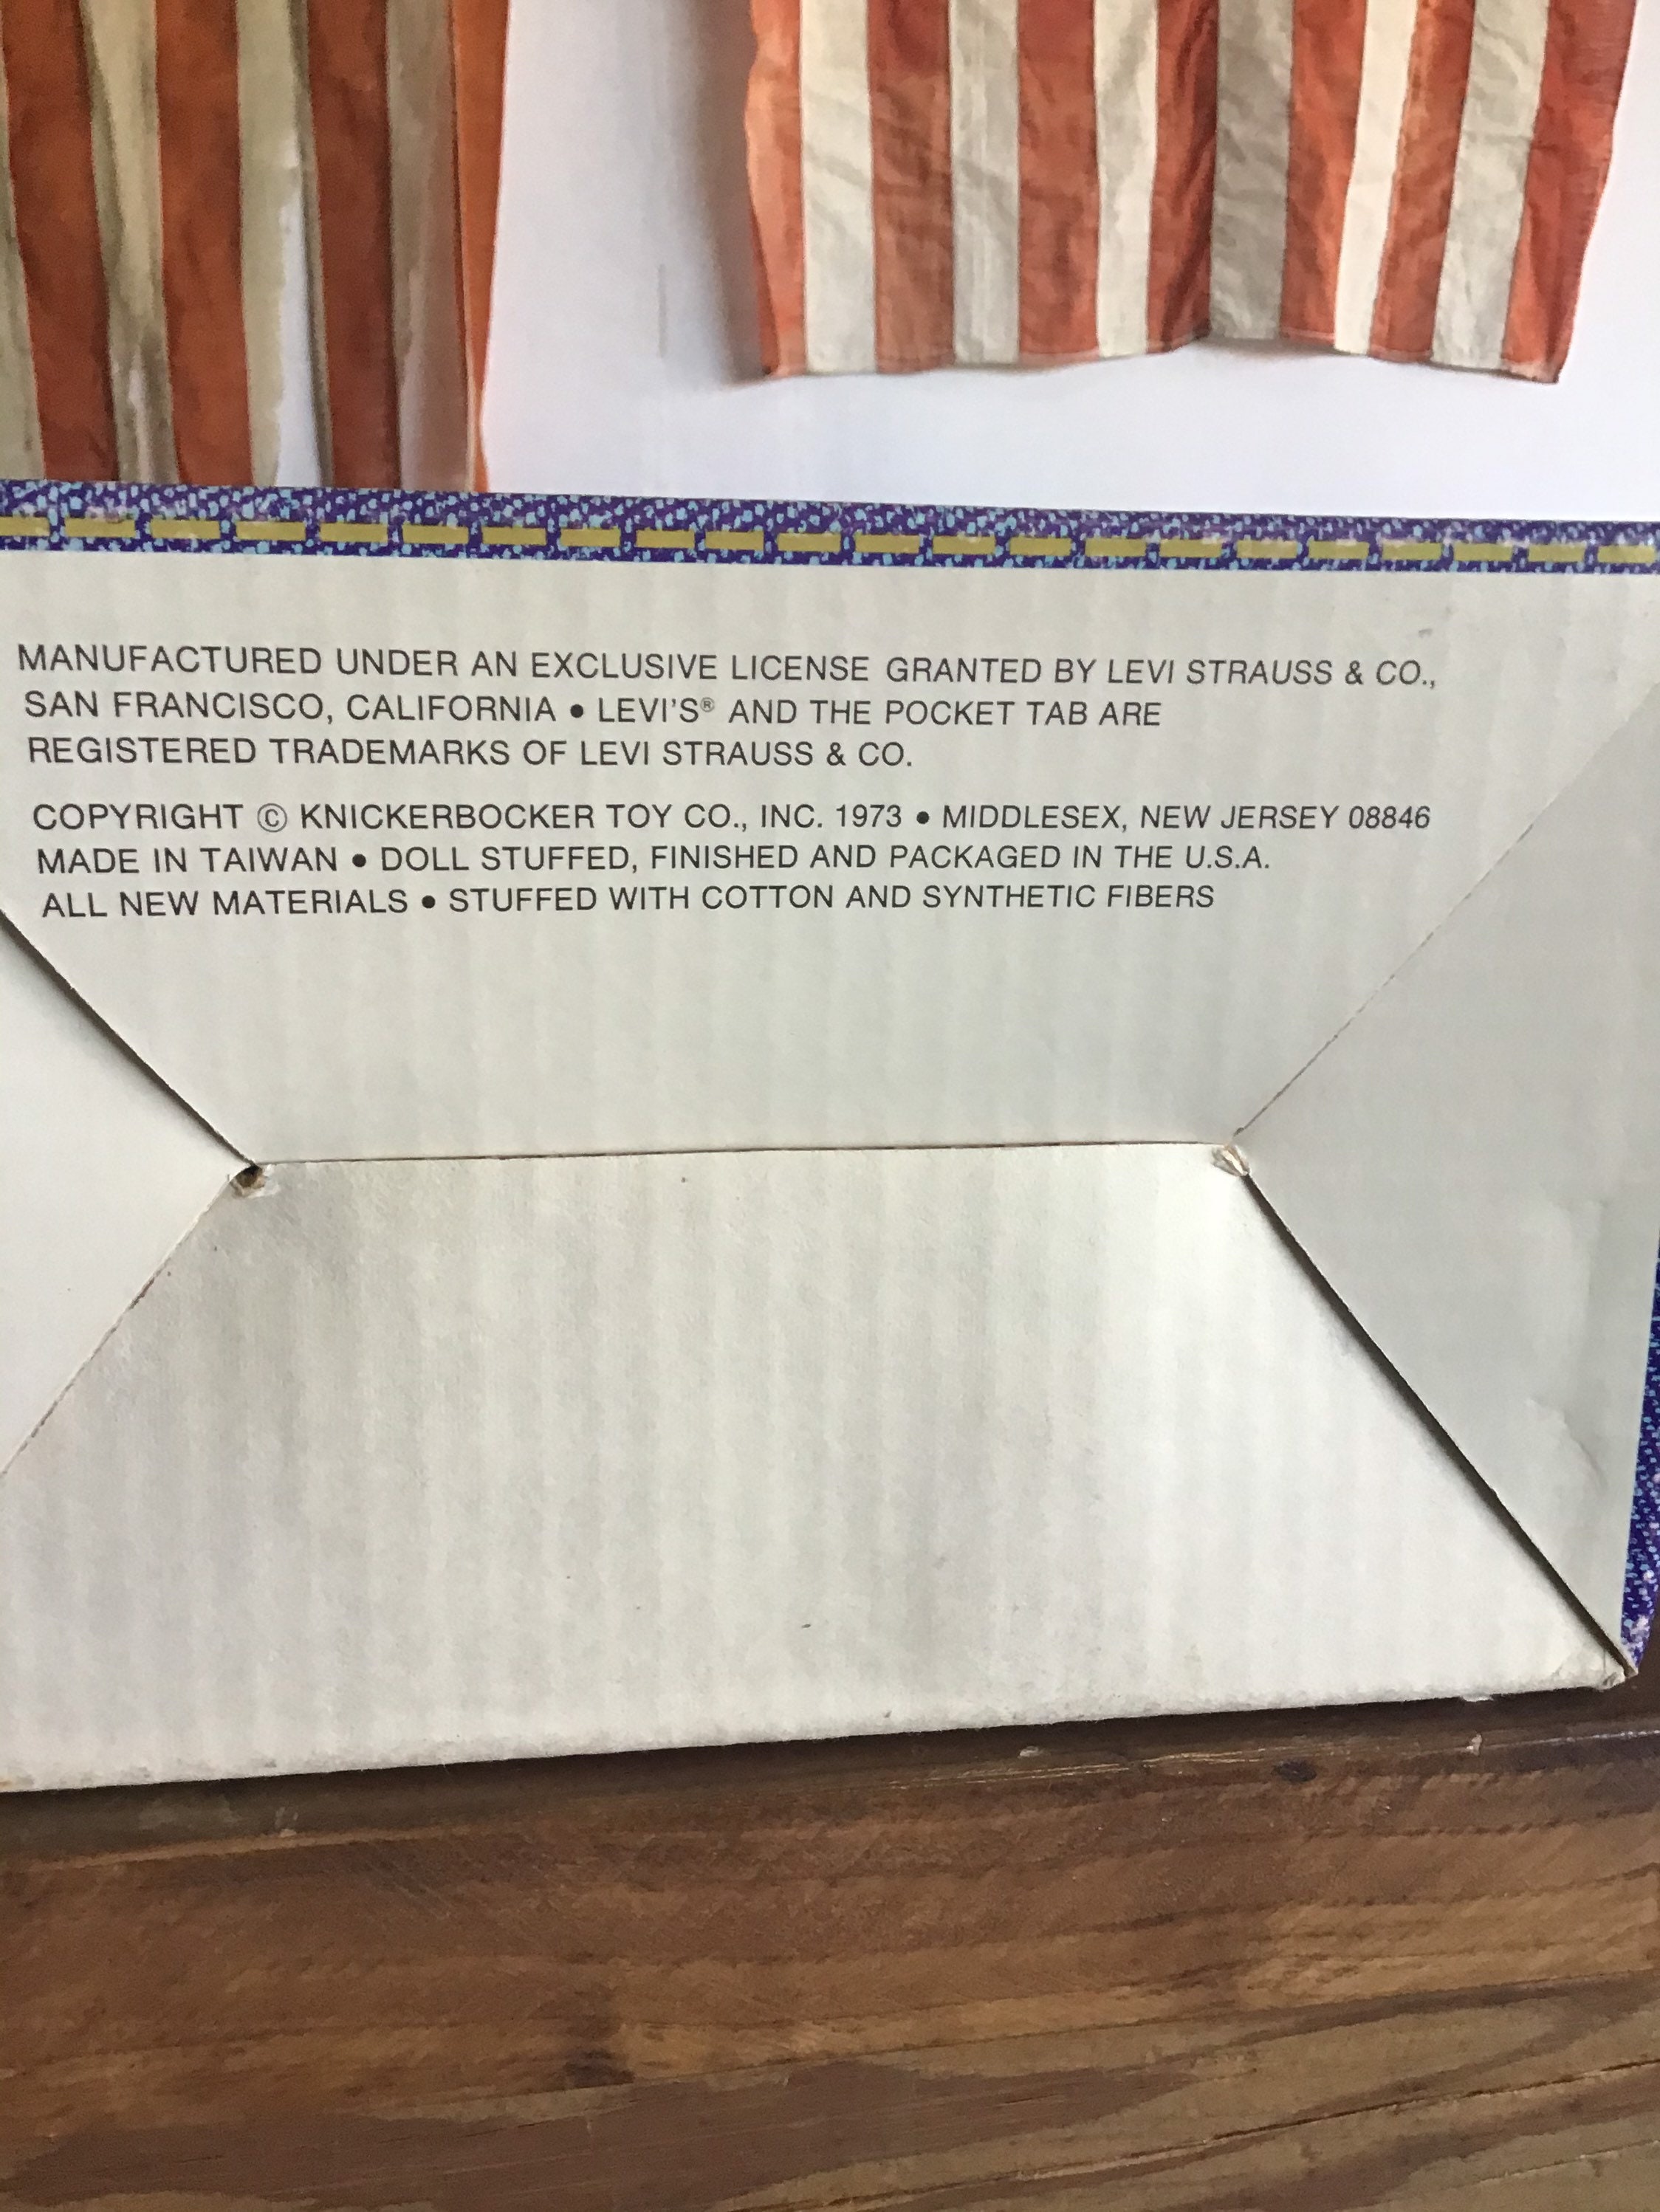 MANUFACTURED UNDER AN EXCLUSIVE LICENSE GRANTED BY LEVI STRAUSS & CO.,
SAN FRANCISCO, CALIFORNIA • LEVI'S® AND THE POCKET TAB ARE
REGISTERED TRADEMARKS OF LEVI STRAUSS & CO.
COPYRIGHT © KNICKERBOCKER TOY CO., INC. 1973 • MIDDLESEX, NEW JERSEY 08846
MADE IN TAIWAN • DOLL STUFFED, FINISHED AND PACKAGED IN THE U.S.A.
ALL NEW MATERIALS • STUFFED WITH COTTON AND SYNTHETIC FIBERS